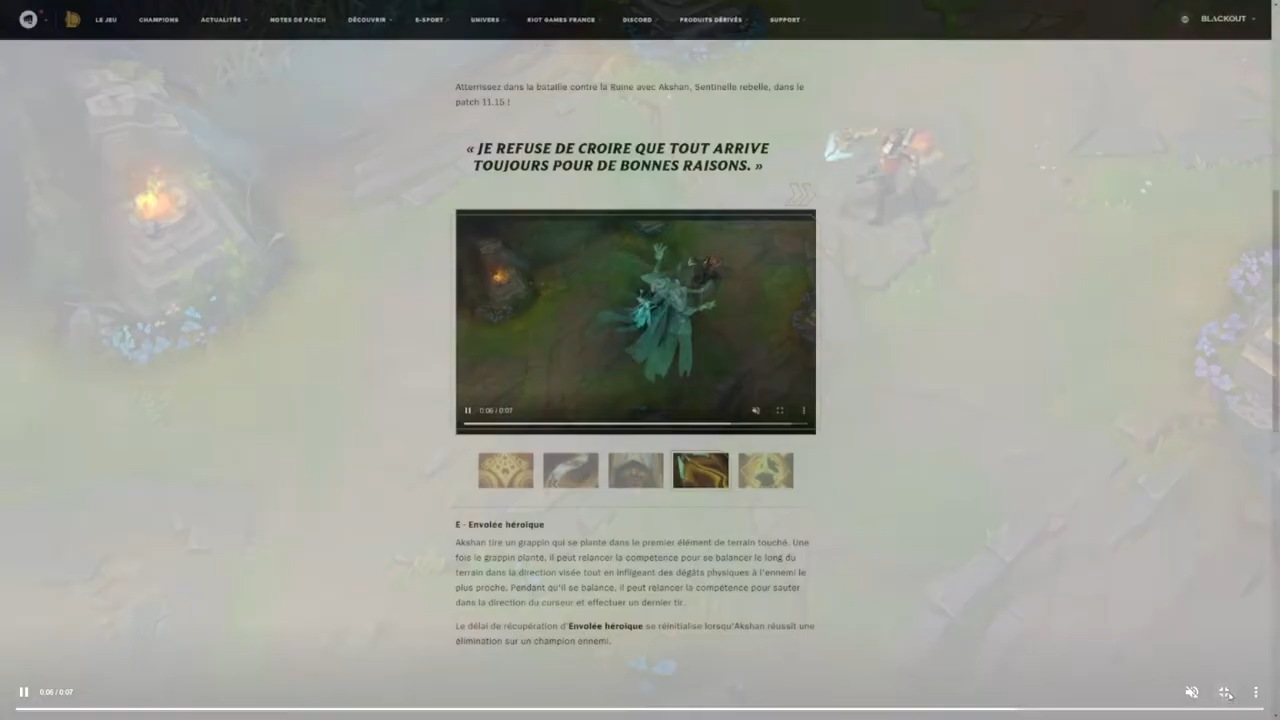 LE JEU CHAMPIONS ACTUALITÉS NOTES DE PATCH DÉCOUVRIR E-SPORT UNIVERS RIOT GAMES FRANCE DISCORD PRODUITS DÉRIVÉS SUPPORT BLACKOUT
Atterrissez dans la bataille contre la Ruine avec Akshan, Sentinelle rebelle, dans le
patch 11.15 !
« JE REFUSE DE CROIRE QUE TOUT ARRIVE
TOUJOURS POUR DE BONNES RAISONS. »
0:06 / 0:07
E - Envolée héroïque
Akshan tire un grappin qui se plante dans le premier élément de terrain touché. Une
fois le grappin planté, il peut relancer la compétence pour se balancer le long du
terrain dans la direction visée tout en infligeant des dégâts physiques à l'ennemi le
plus proche. Pendant qu'il se balance, il peut relancer la compétence pour sauter
dans la direction du curseur et effectuer un dernier tir.
Le délai de récupération d'Envolée héroïque se réinitialise lorsqu'Akshan réussit une
élimination sur un champion ennemi.
0:06 / 0:07